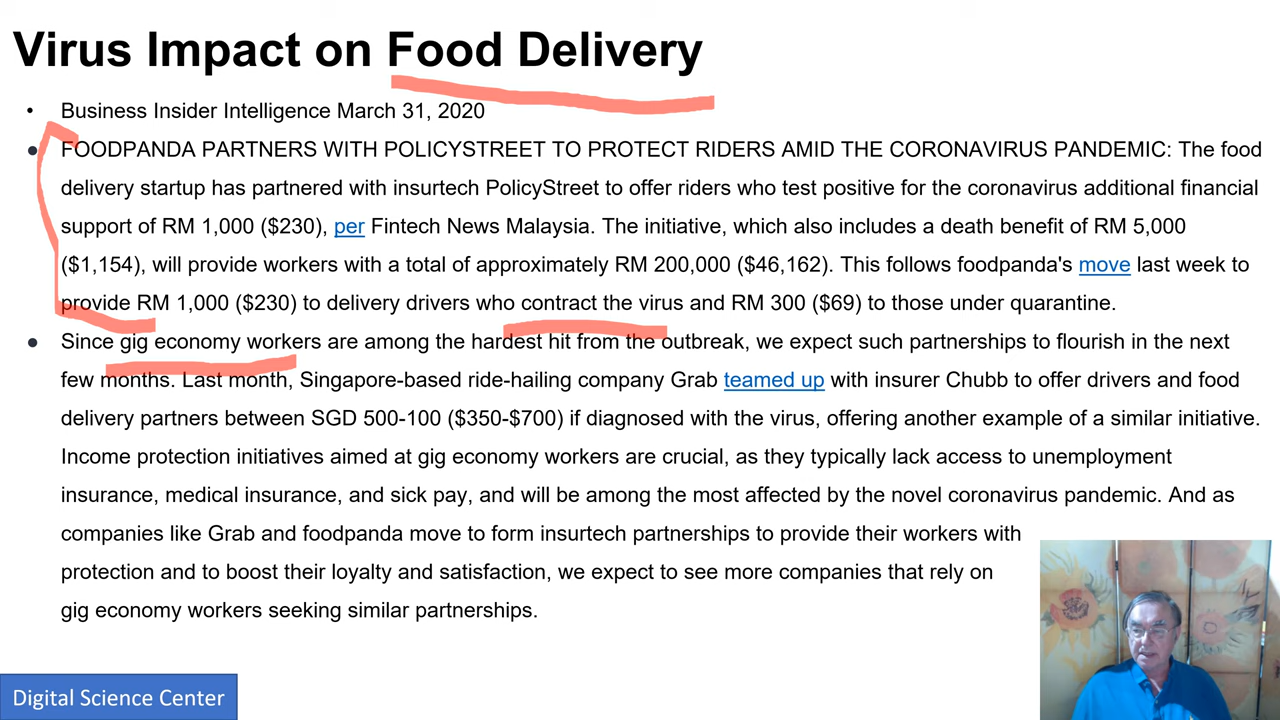 Virus Impact on Food Delivery
• Business Insider Intelligence March 31, 2020
● FOODPANDA PARTNERS WITH POLICYSTREET TO PROTECT RIDERS AMID THE CORONAVIRUS PANDEMIC: The food
delivery startup has partnered with insurtech PolicyStreet to offer riders who test positive for the coronavirus additional financial
support of RM 1,000 ($230), per Fintech News Malaysia. The initiative, which also includes a death benefit of RM 5,000
($1,154), will provide workers with a total of approximately RM 200,000 ($46,162). This follows foodpanda's move last week to
provide RM 1,000 ($230) to delivery drivers who contract the virus and RM 300 ($69) to those under quarantine.
● Since gig economy workers are among the hardest hit from the outbreak, we expect such partnerships to flourish in the next
few months. Last month, Singapore-based ride-hailing company Grab teamed up with insurer Chubb to offer drivers and food
delivery partners between SGD 500-100 ($350-$700) if diagnosed with the virus, offering another example of a similar initiative.
Income protection initiatives aimed at gig economy workers are crucial, as they typically lack access to unemployment
insurance, medical insurance, and sick pay, and will be among the most affected by the novel coronavirus pandemic. And as
companies like Grab and foodpanda move to form insurtech partnerships to provide their workers with
protection and to boost their loyalty and satisfaction, we expect to see more companies that rely on
gig economy workers seeking similar partnerships.
Digital Science Center